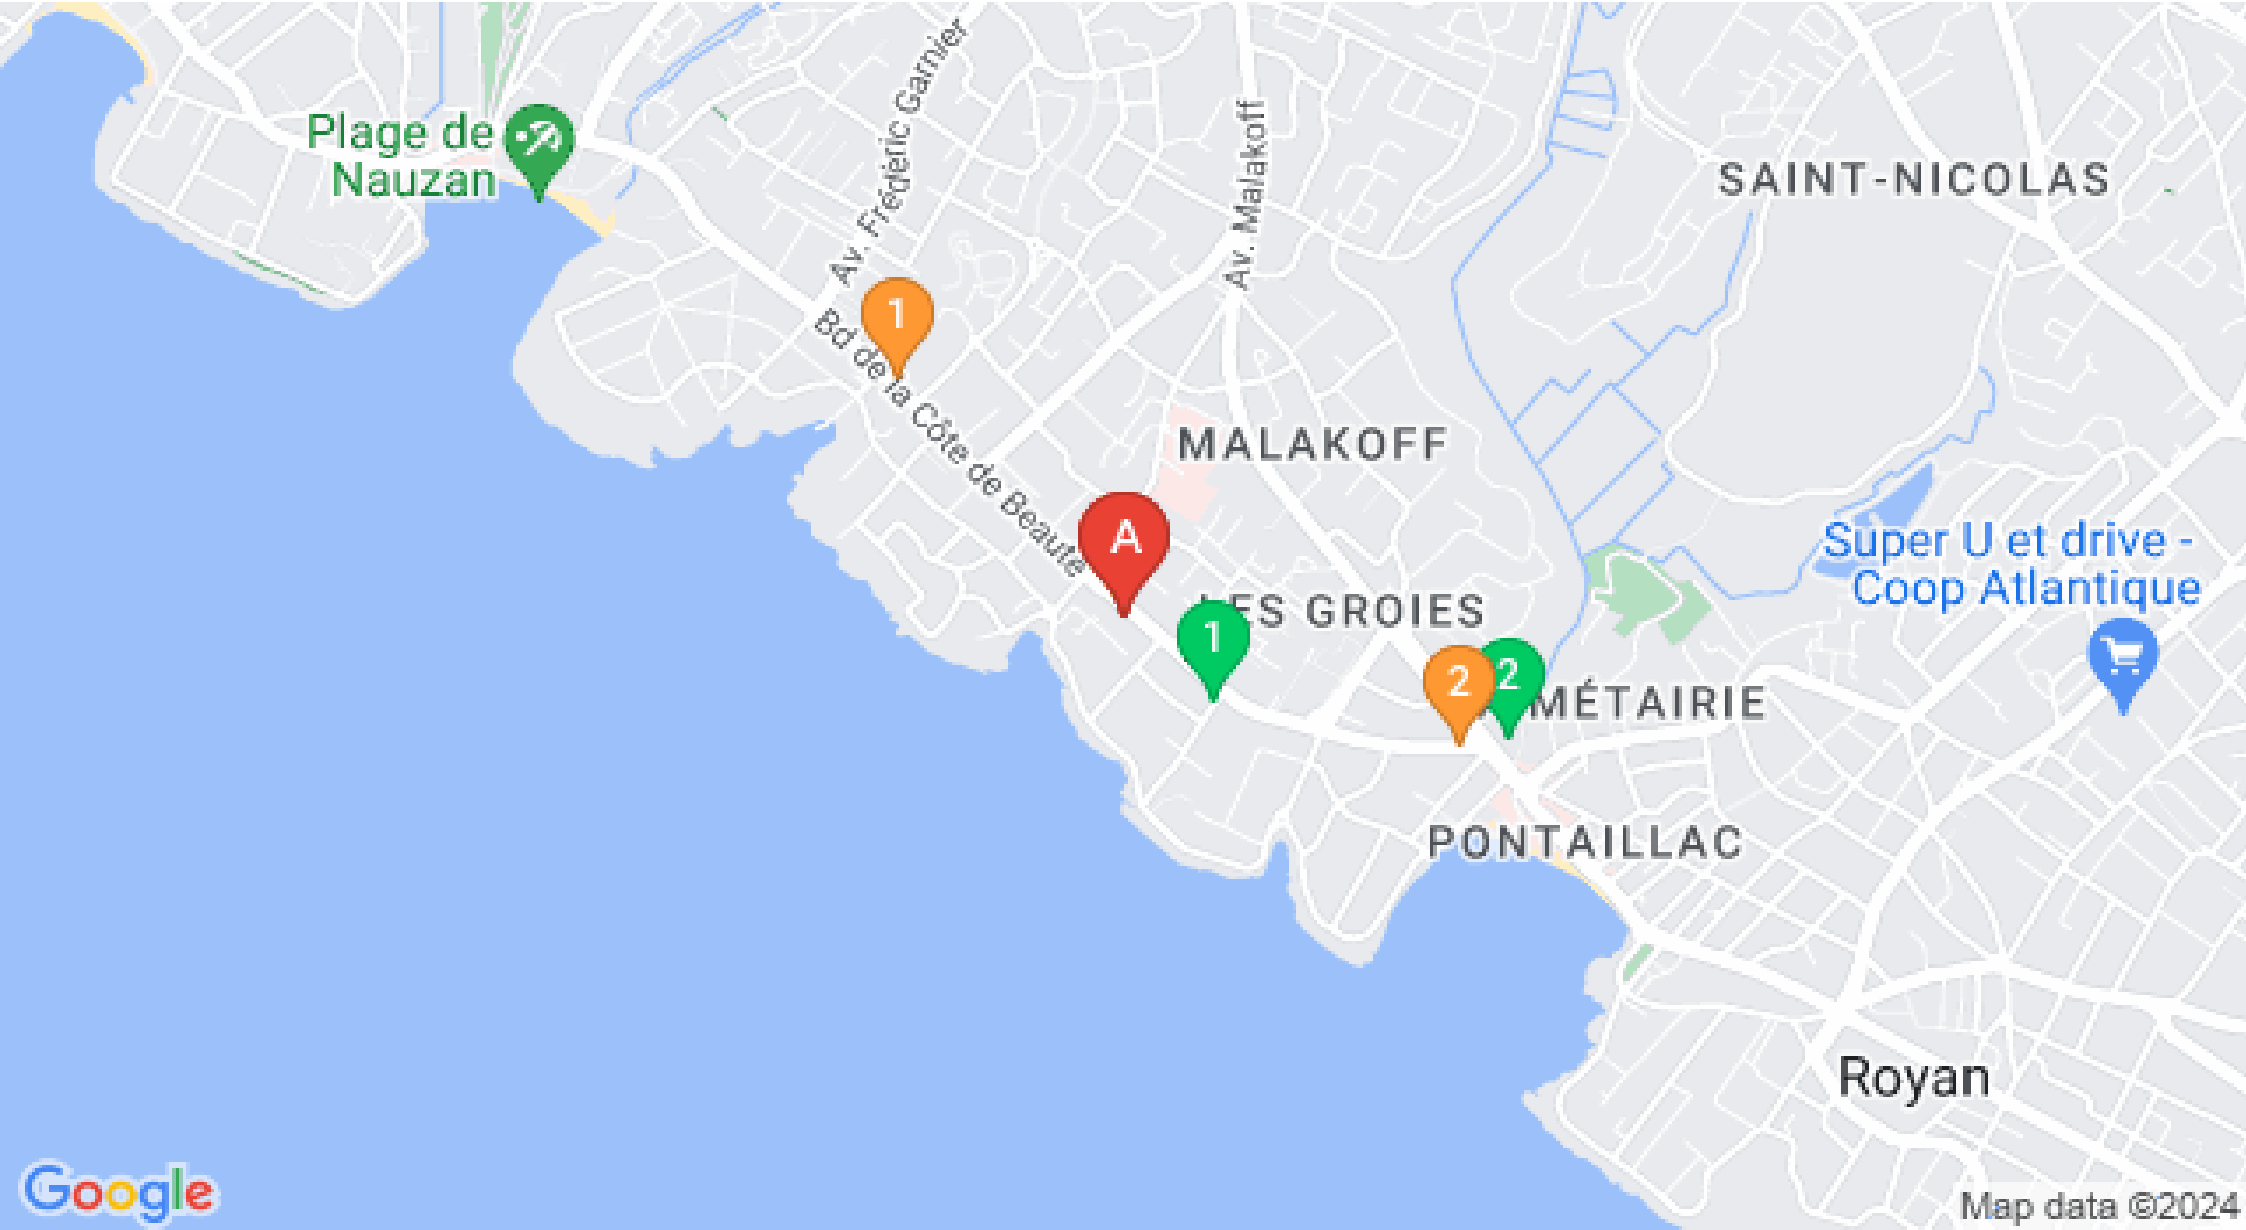 Av. Frédéric Garnier
Av. Malakoff
Plage de
Nauzan
SAINT-NICOLAS
1
Bd de la Côte de Beauté
MALAKOFF
A
Super U et drive -
Coop Atlantique
GROIES
1
2
2
MÉTAIRIE
PONTAILLAC
Royan
Google
Map data ©2024